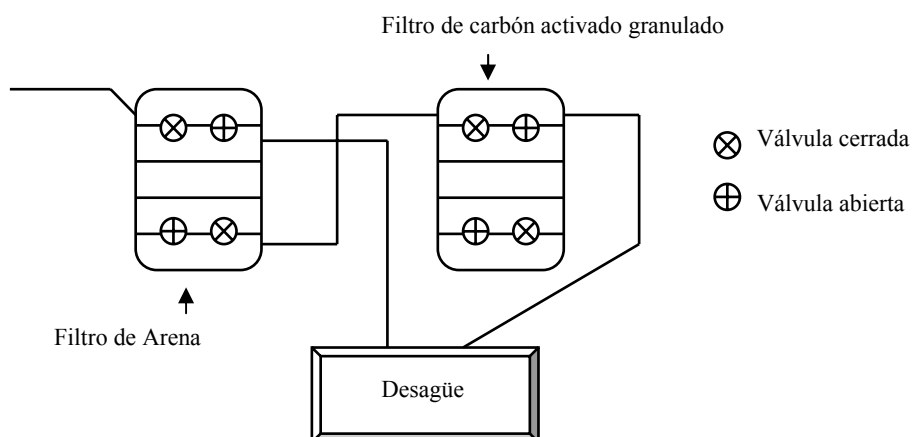 Filtro de carbón activado granulado
Válvula cerrada
Válvula abierta
Filtro de Arena
Desagüe